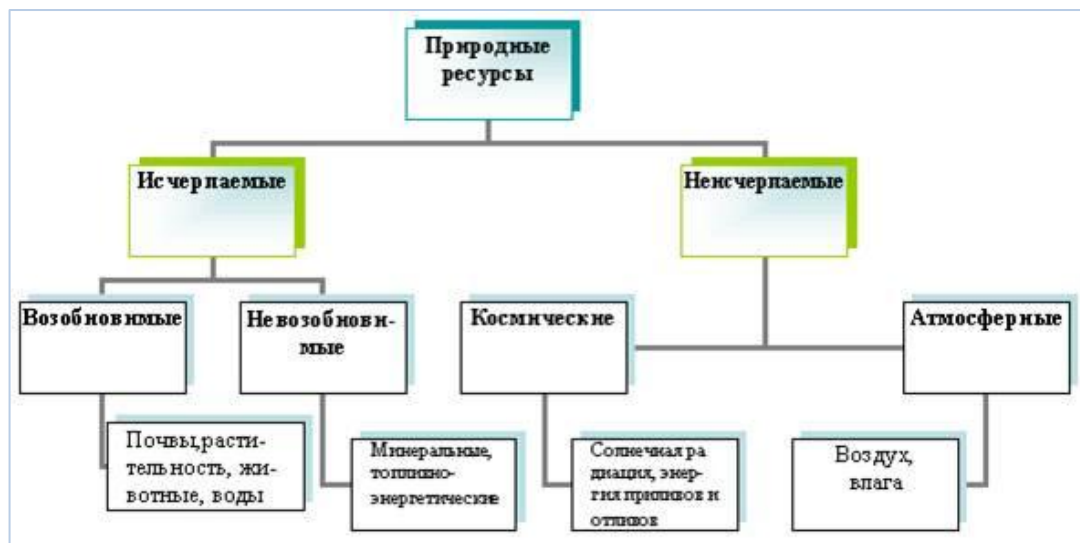 Природные
ресурсы
Исчерпаемые
Неисчерпаемые
Возобновимые
Невозобнови-
мые
Космические
Атмосферные
Почвы,расти-
тельность, жи-
вотные, воды
Минеральные,
топливно-
энергетические
Солнечная ра
диация, энер-
гия приливов и
отливов
Воздух,
влага